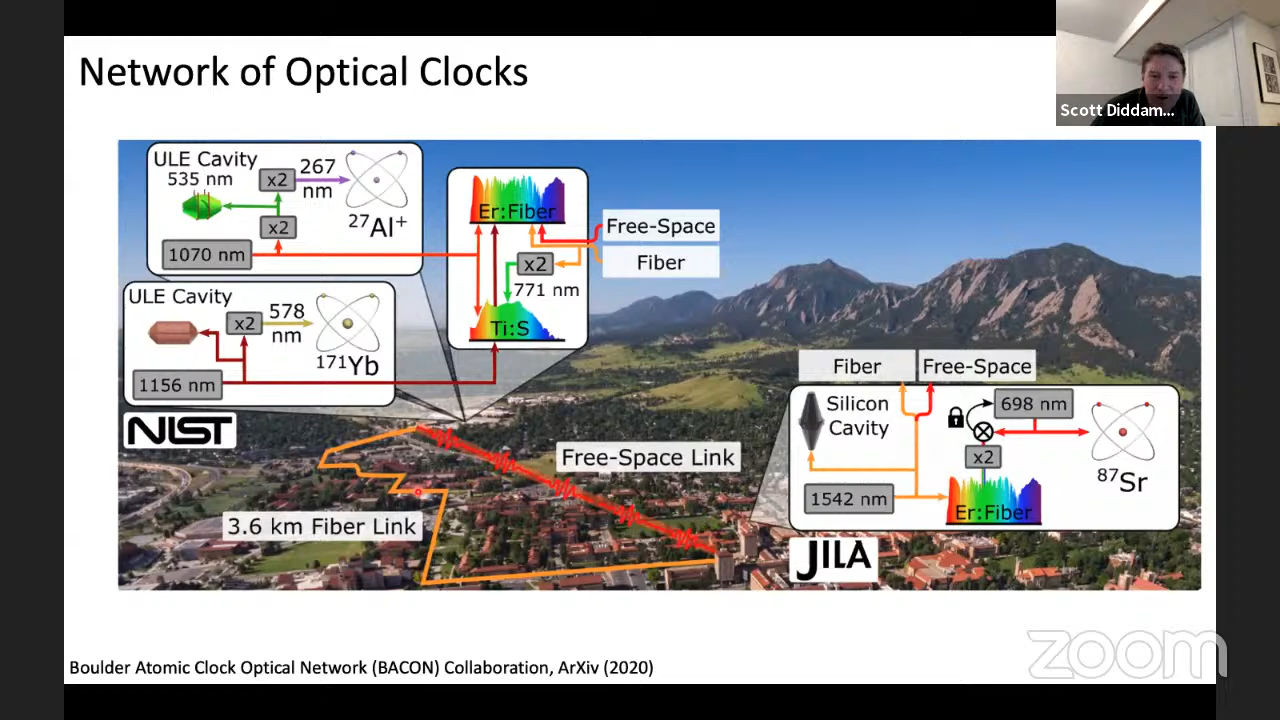 Network of Optical Clocks
Scott Diddam...
ULE Cavity
535 nm
x2
267
nm
27Al+
x2
1070 nm
ULE Cavity
x2
578
nm
171Yb
1156 nm
NIST
Er:Fiber
Free-Space
Fiber
x2
771 nm
Ti:S
Free-Space Link
3.6 km Fiber Link
Fiber
Free-Space
Silicon
Cavity
698 nm
x2
87Sr
1542 nm
Er:Fiber
JILA
Boulder Atomic Clock Optical Network (BACON) Collaboration, ArXiv (2020)
zoom